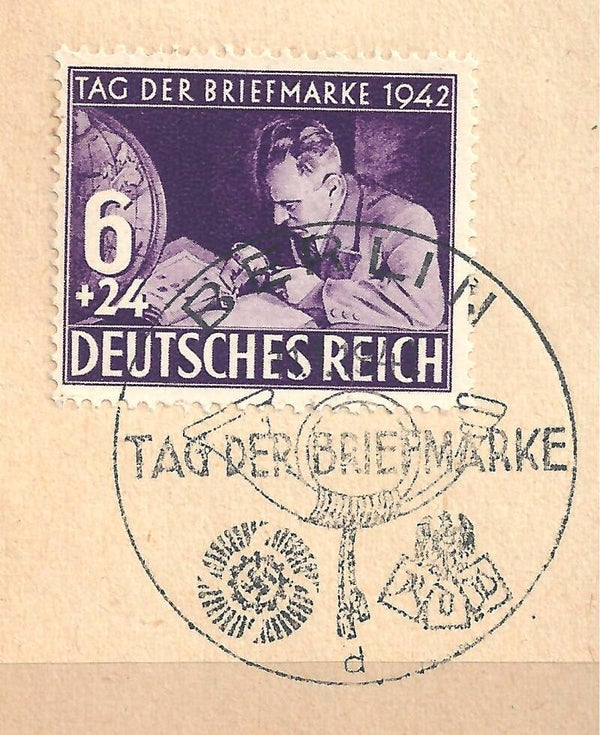 TAG DER BRIEFMARKE 1942
6
+24
DEUTSCHES REICH
BERLIN
TAG DER BRIEFMARKE
d